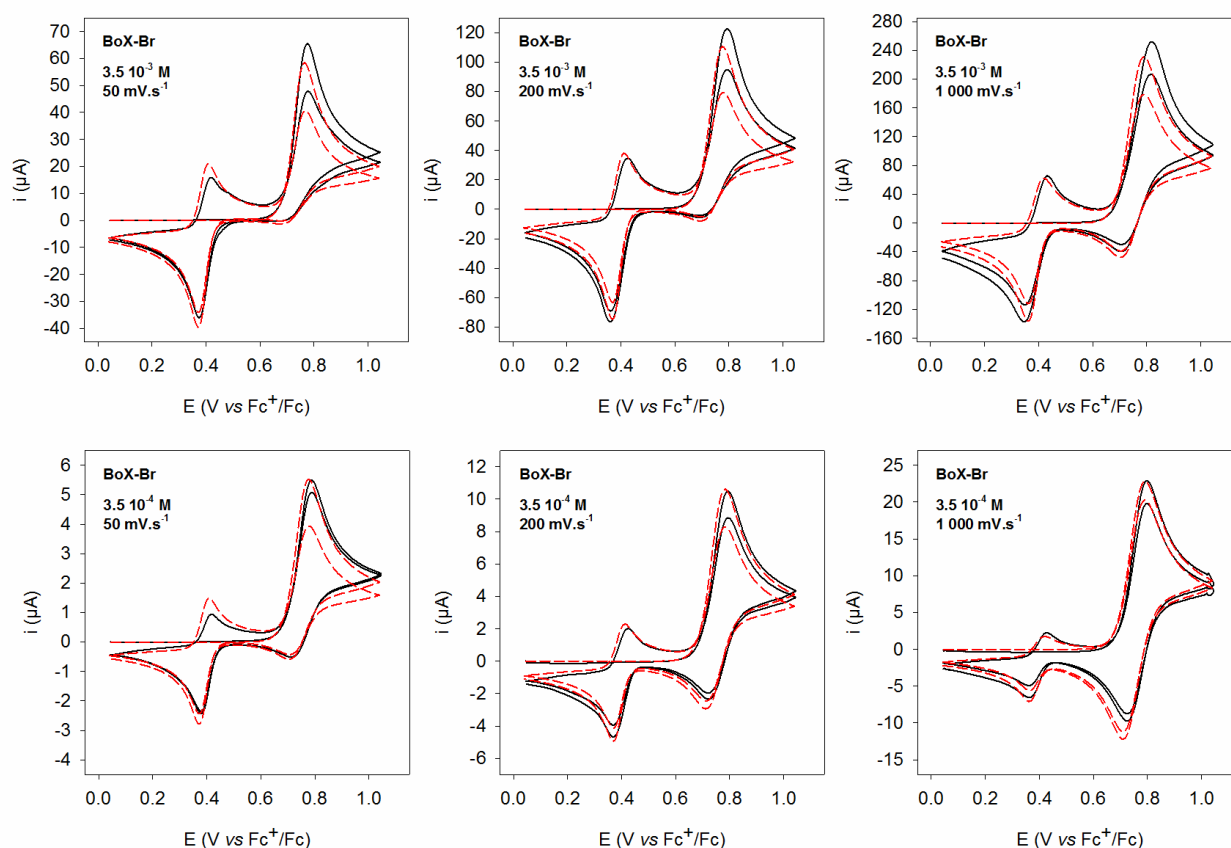 BoX-Br
3.5 10⁻³ M
50 mV.s⁻¹
i (µA)
70
60
50
40
30
20
10
0
-10
-20
-30
-40
0.0 0.2 0.4 0.6 0.8 1.0
E (V vs Fc⁺/Fc)
BoX-Br
3.5 10⁻³ M
200 mV.s⁻¹
i (µA)
120
100
80
60
40
20
0
-20
-40
-60
-80
0.0 0.2 0.4 0.6 0.8 1.0
E (V vs Fc⁺/Fc)
BoX-Br
3.5 10⁻³ M
1 000 mV.s⁻¹
i (µA)
280
240
200
160
120
80
40
0
-40
-80
-120
-160
0.0 0.2 0.4 0.6 0.8 1.0
E (V vs Fc⁺/Fc)
BoX-Br
3.5 10⁻⁴ M
50 mV.s⁻¹
i (µA)
6
5
4
3
2
1
0
-1
-2
-3
-4
0.0 0.2 0.4 0.6 0.8 1.0
E (V vs Fc⁺/Fc)
BoX-Br
3.5 10⁻⁴ M
200 mV.s⁻¹
i (µA)
12
10
8
6
4
2
0
-2
-4
-6
0.0 0.2 0.4 0.6 0.8 1.0
E (V vs Fc⁺/Fc)
BoX-Br
3.5 10⁻⁴ M
1 000 mV.s⁻¹
i (µA)
25
20
15
10
5
0
-5
-10
-15
0.0 0.2 0.4 0.6 0.8 1.0
E (V vs Fc⁺/Fc)